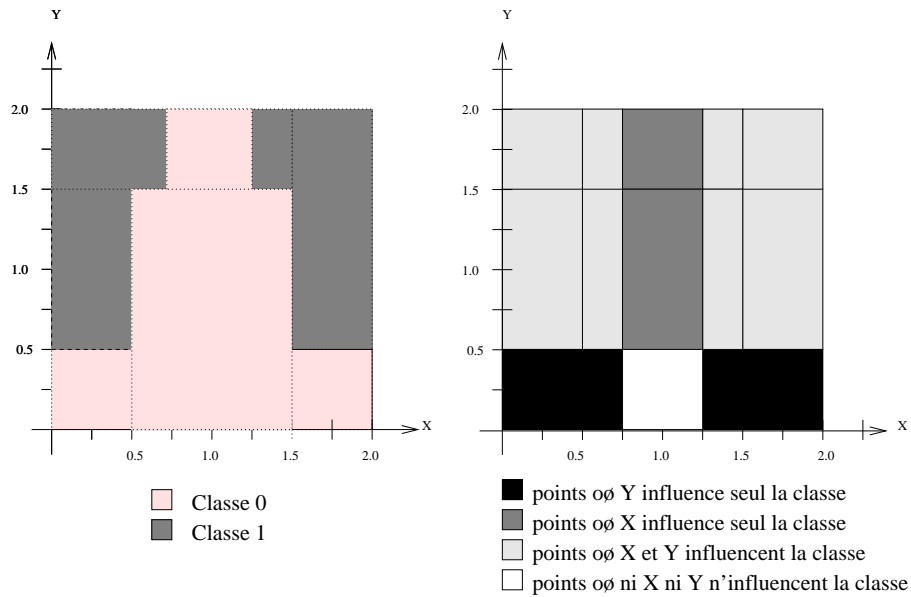 Y
2.0
1.5
1.0
0.5
0.5
1.0
1.5
2.0
X
Classe 0
Classe 1
Y
2.0
1.5
1.0
0.5
0.5
1.0
1.5
2.0
X
points oø Y influence seul la classe
points oø X influence seul la classe
points oø X et Y influencent la classe
points oø ni X ni Y n'influencent la classe